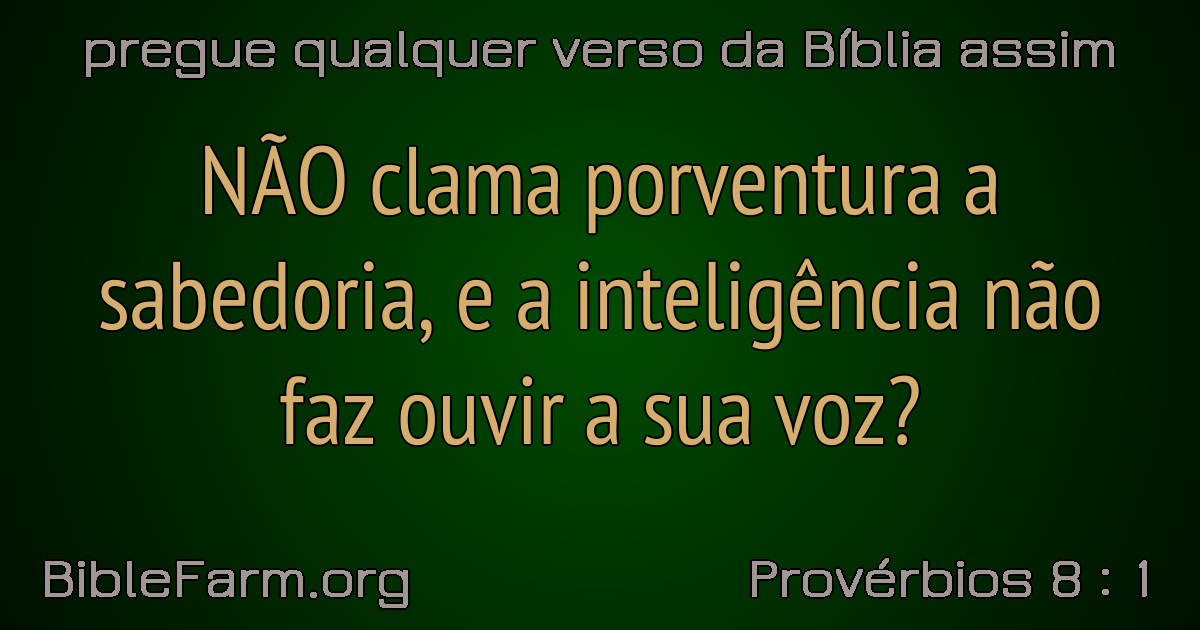 pregue qualquer verso da Bíblia assim
NÃO clama porventura a
sabedoria, e a inteligência não
faz ouvir a sua voz?
BibleFarm.org
Provérbios 8 : 1